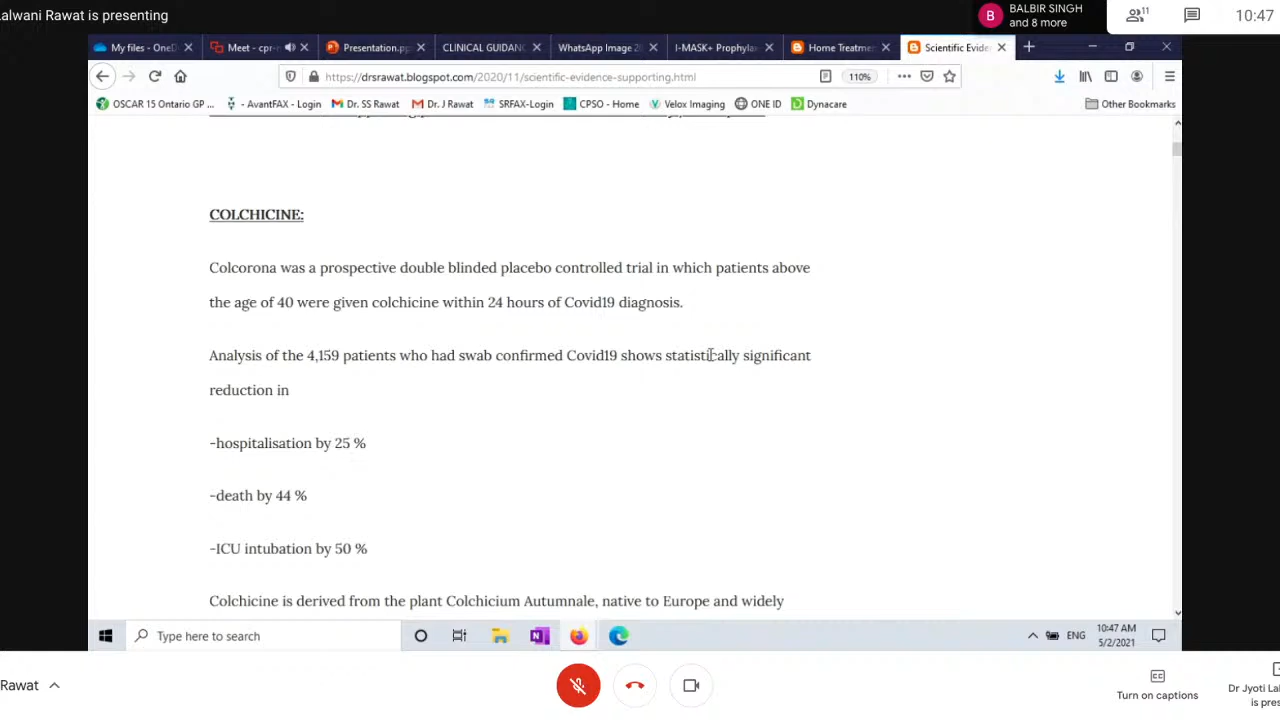 alwani Rawat is presenting
B
BALBIR SINGH
and 8 more
11
10:47
My files - OneD
Meet - cpr-r
Presentation.pp
CLINICAL GUIDANC
WhatsApp Image 20
I-MASK+ Prophyla
Home Treatme
Scientific Evide
https://drsrawat.blogspot.com/2020/11/scientific-evidence-supporting.html
110%
OSCAR 15 Ontario GP ...
- AvantFAX - Login
Dr. SS Rawat
Dr. J Rawat
SRFAX-Login
CPSO - Home
Velox Imaging
ONE ID
Dynacare
Other Bookmarks
COLCHICINE:
Colcorona was a prospective double blinded placebo controlled trial in which patients above
the age of 40 were given colchicine within 24 hours of Covid19 diagnosis.
Analysis of the 4,159 patients who had swab confirmed Covid19 shows statistically significant
reduction in
-hospitalisation by 25 %
-death by 44 %
-ICU intubation by 50 %
Colchicine is derived from the plant Colchicium Autumnale, native to Europe and widely
Type here to search
ENG
10:47 AM
5/2/2021
Rawat
Turn on captions
Dr Jyoti Lal
is prese